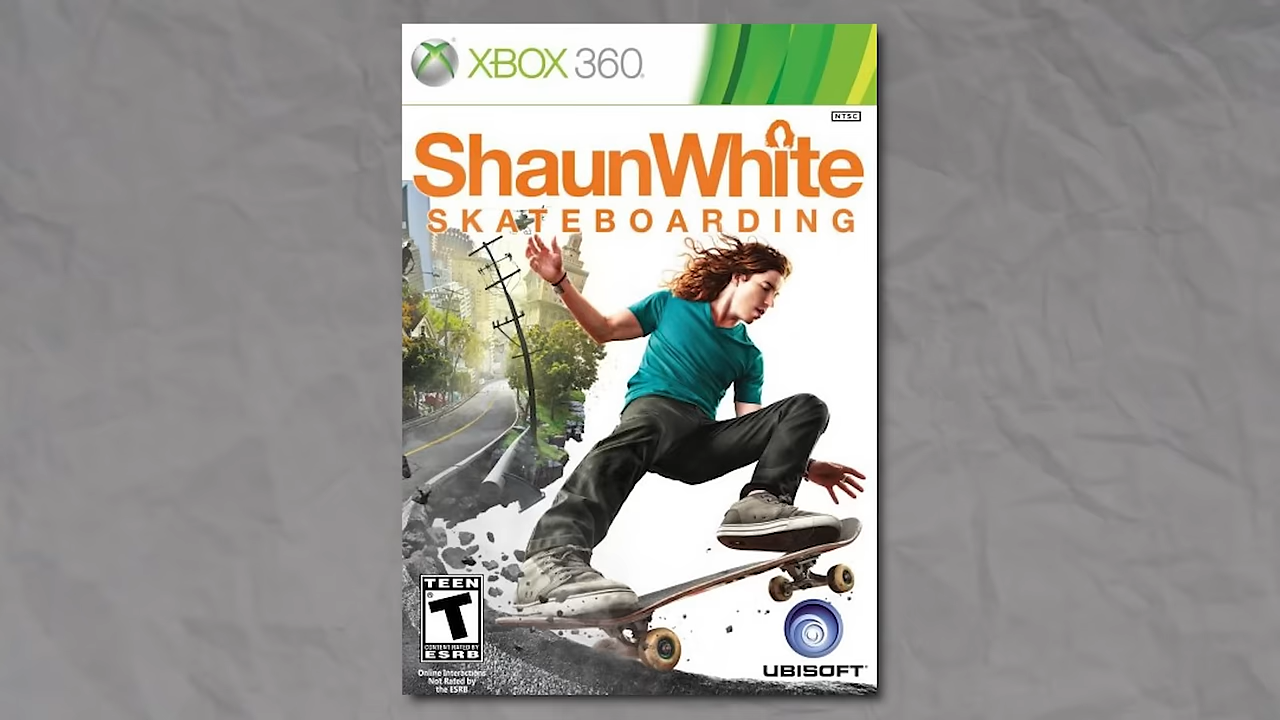 XBOX 360
NTSC
ShaunWhite
SKATEBOARDING
TEEN
T
CONTENT RATED BY
ESRB
Online Interactions
Not Rated by
the ESRB
UBISOFT